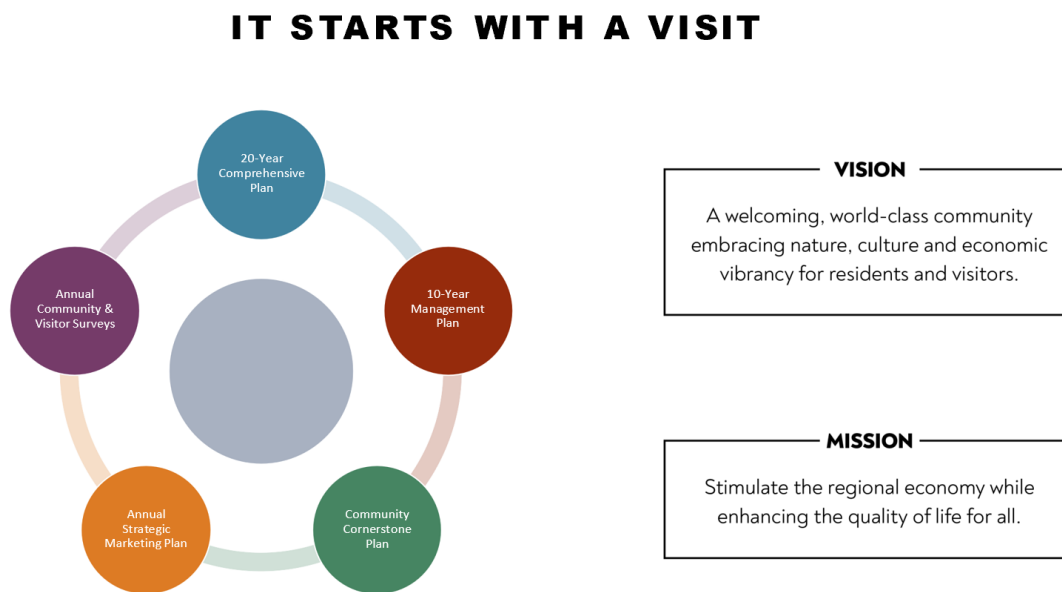 IT STARTS WITH A VISIT
20-Year
Comprehensive
Plan
10-Year
Management
Plan
Community
Cornerstone
Plan
Annual
Strategic
Marketing Plan
Annual
Community &
Visitor Surveys
VISION
A welcoming, world-class community
embracing nature, culture and economic
vibrancy for residents and visitors.
MISSION
Stimulate the regional economy while
enhancing the quality of life for all.